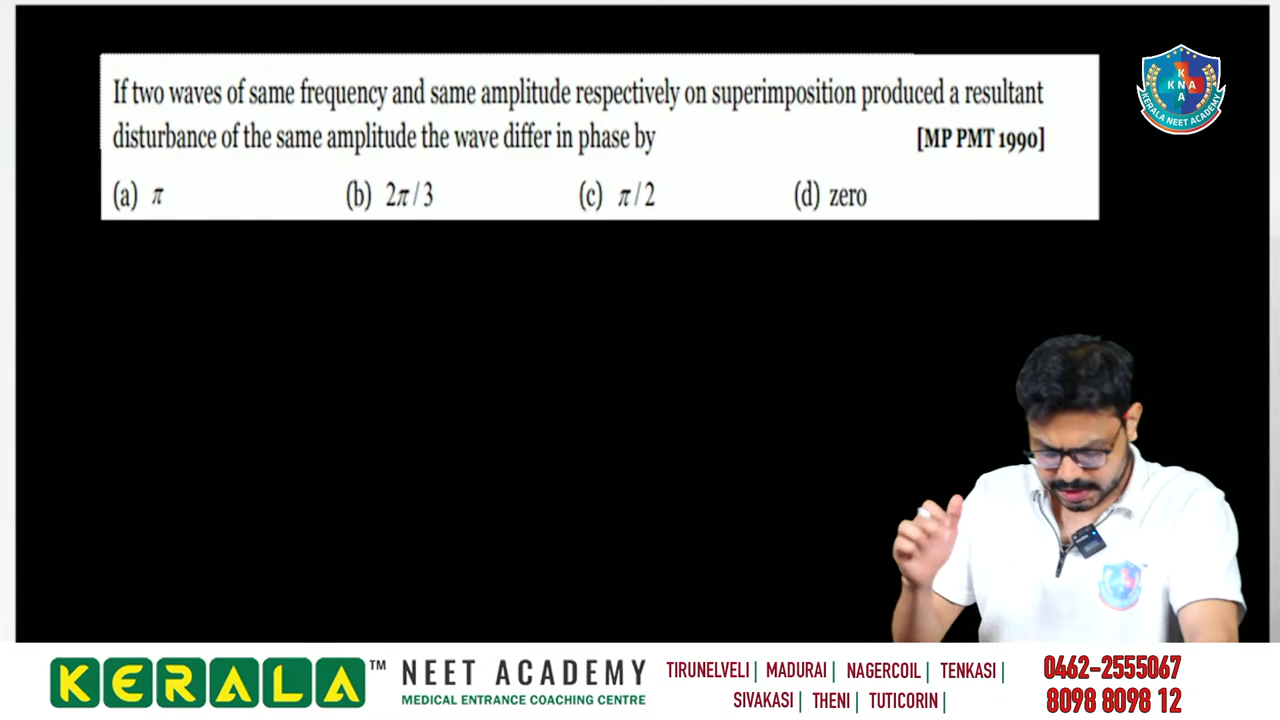 If two waves of same frequency and same amplitude respectively on superimposition produced a resultant
disturbance of the same amplitude the wave differ in phase by [MP PMT 1990]
(a) π (b) 2π/3 (c) π/2 (d) zero
K
K N A
A
KERALA NEET ACADEMY
KERALA™ NEET ACADEMY
MEDICAL ENTRANCE COACHING CENTRE
TIRUNELVELI | MADURAI | NAGERCOIL | TENKASI |
SIVAKASI | THENI | TUTICORIN |
0462-2555067
8098 8098 12